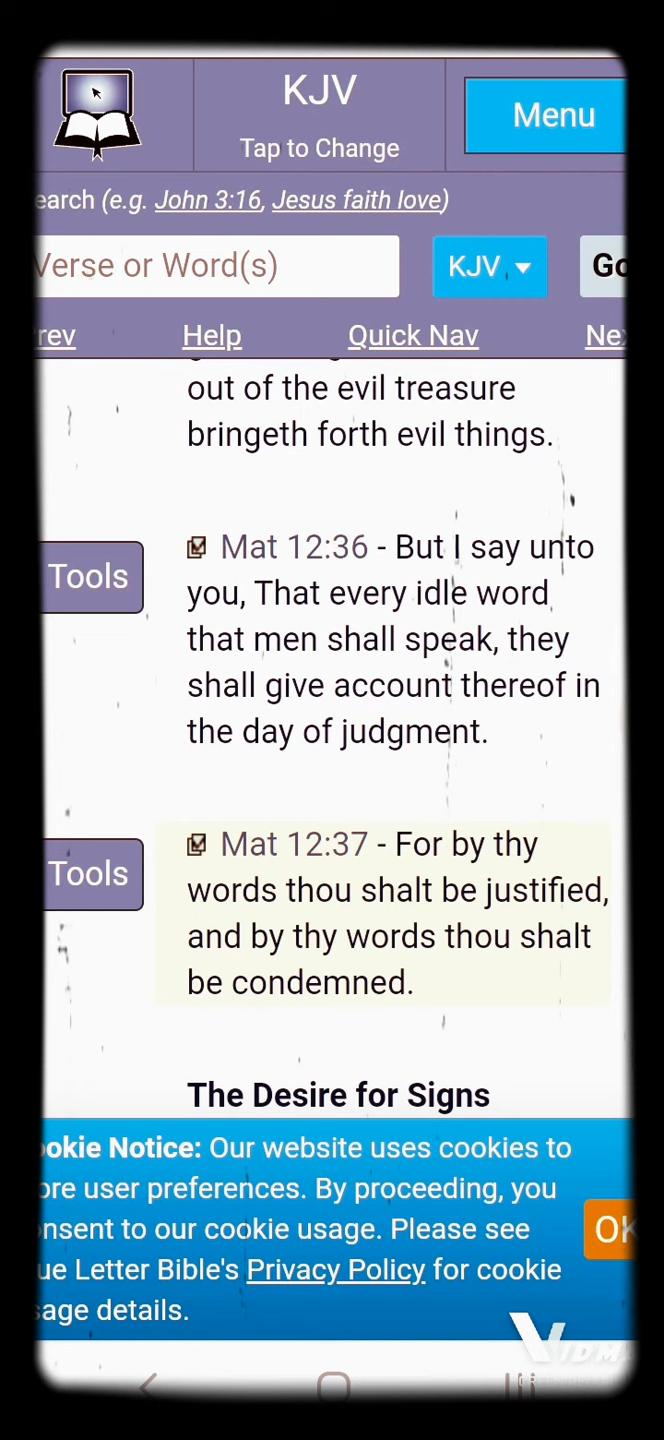 KJV
Tap to Change
Menu
earch (e.g. John 3:16, Jesus faith love)
Verse or Word(s)
KJV
Go
rev
Help
Quick Nav
Nex
out of the evil treasure
bringeth forth evil things.
Tools
Mat 12:36 - But I say unto
you, That every idle word
that men shall speak, they
shall give account thereof in
the day of judgment.
Tools
Mat 12:37 - For by thy
words thou shalt be justified,
and by thy words thou shalt
be condemned.
The Desire for Signs
ookie Notice: Our website uses cookies to
ore user preferences. By proceeding, you
onsent to our cookie usage. Please see
ue Letter Bible's Privacy Policy for cookie
sage details.
OK
VIDM